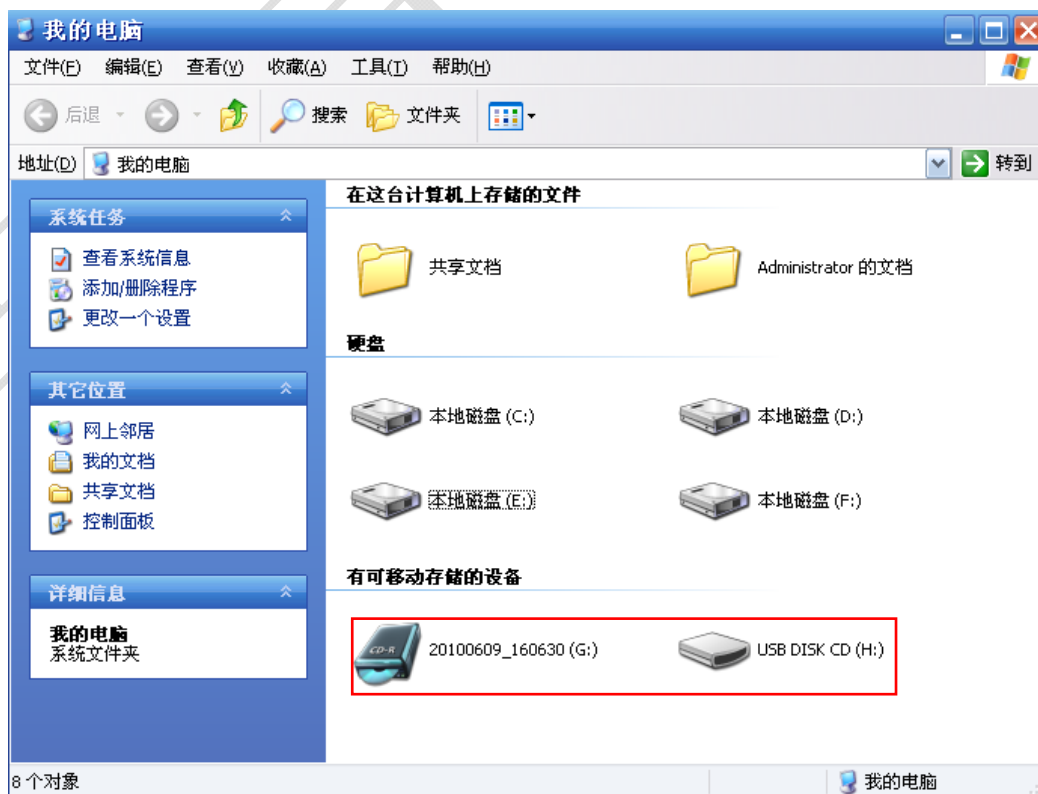 我的电脑
文件(F) 编辑(E) 查看(V) 收藏(A) 工具(T) 帮助(H)
后退 搜索 文件夹
地址(D) 我的电脑 转到
系统任务
查看系统信息
添加/删除程序
更改一个设置
其它位置
网上邻居
我的文档
共享文档
控制面板
详细信息
我的电脑
系统文件夹
在这台计算机上存储的文件
共享文档 Administrator 的文档
硬盘
本地磁盘 (C:) 本地磁盘 (D:)
本地磁盘 (E:) 本地磁盘 (F:)
有可移动存储的设备
CD-R 20100609_160630 (G:) USB DISK CD (H:)
8 个对象 我的电脑